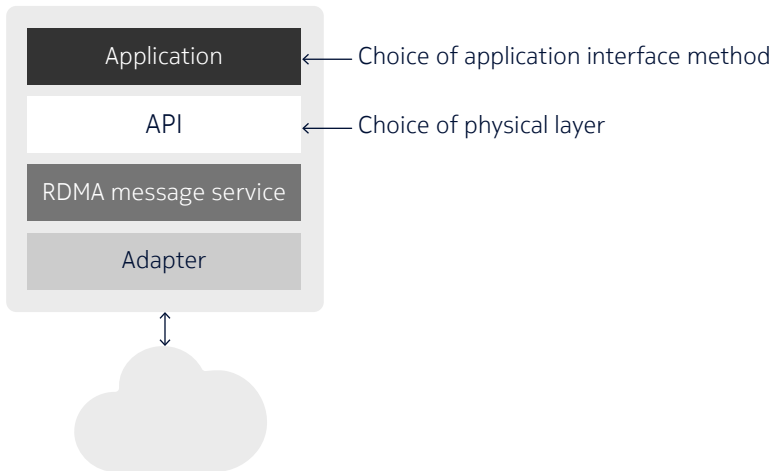 Application
Choice of application interface method
API
Choice of physical layer
RDMA message service
Adapter